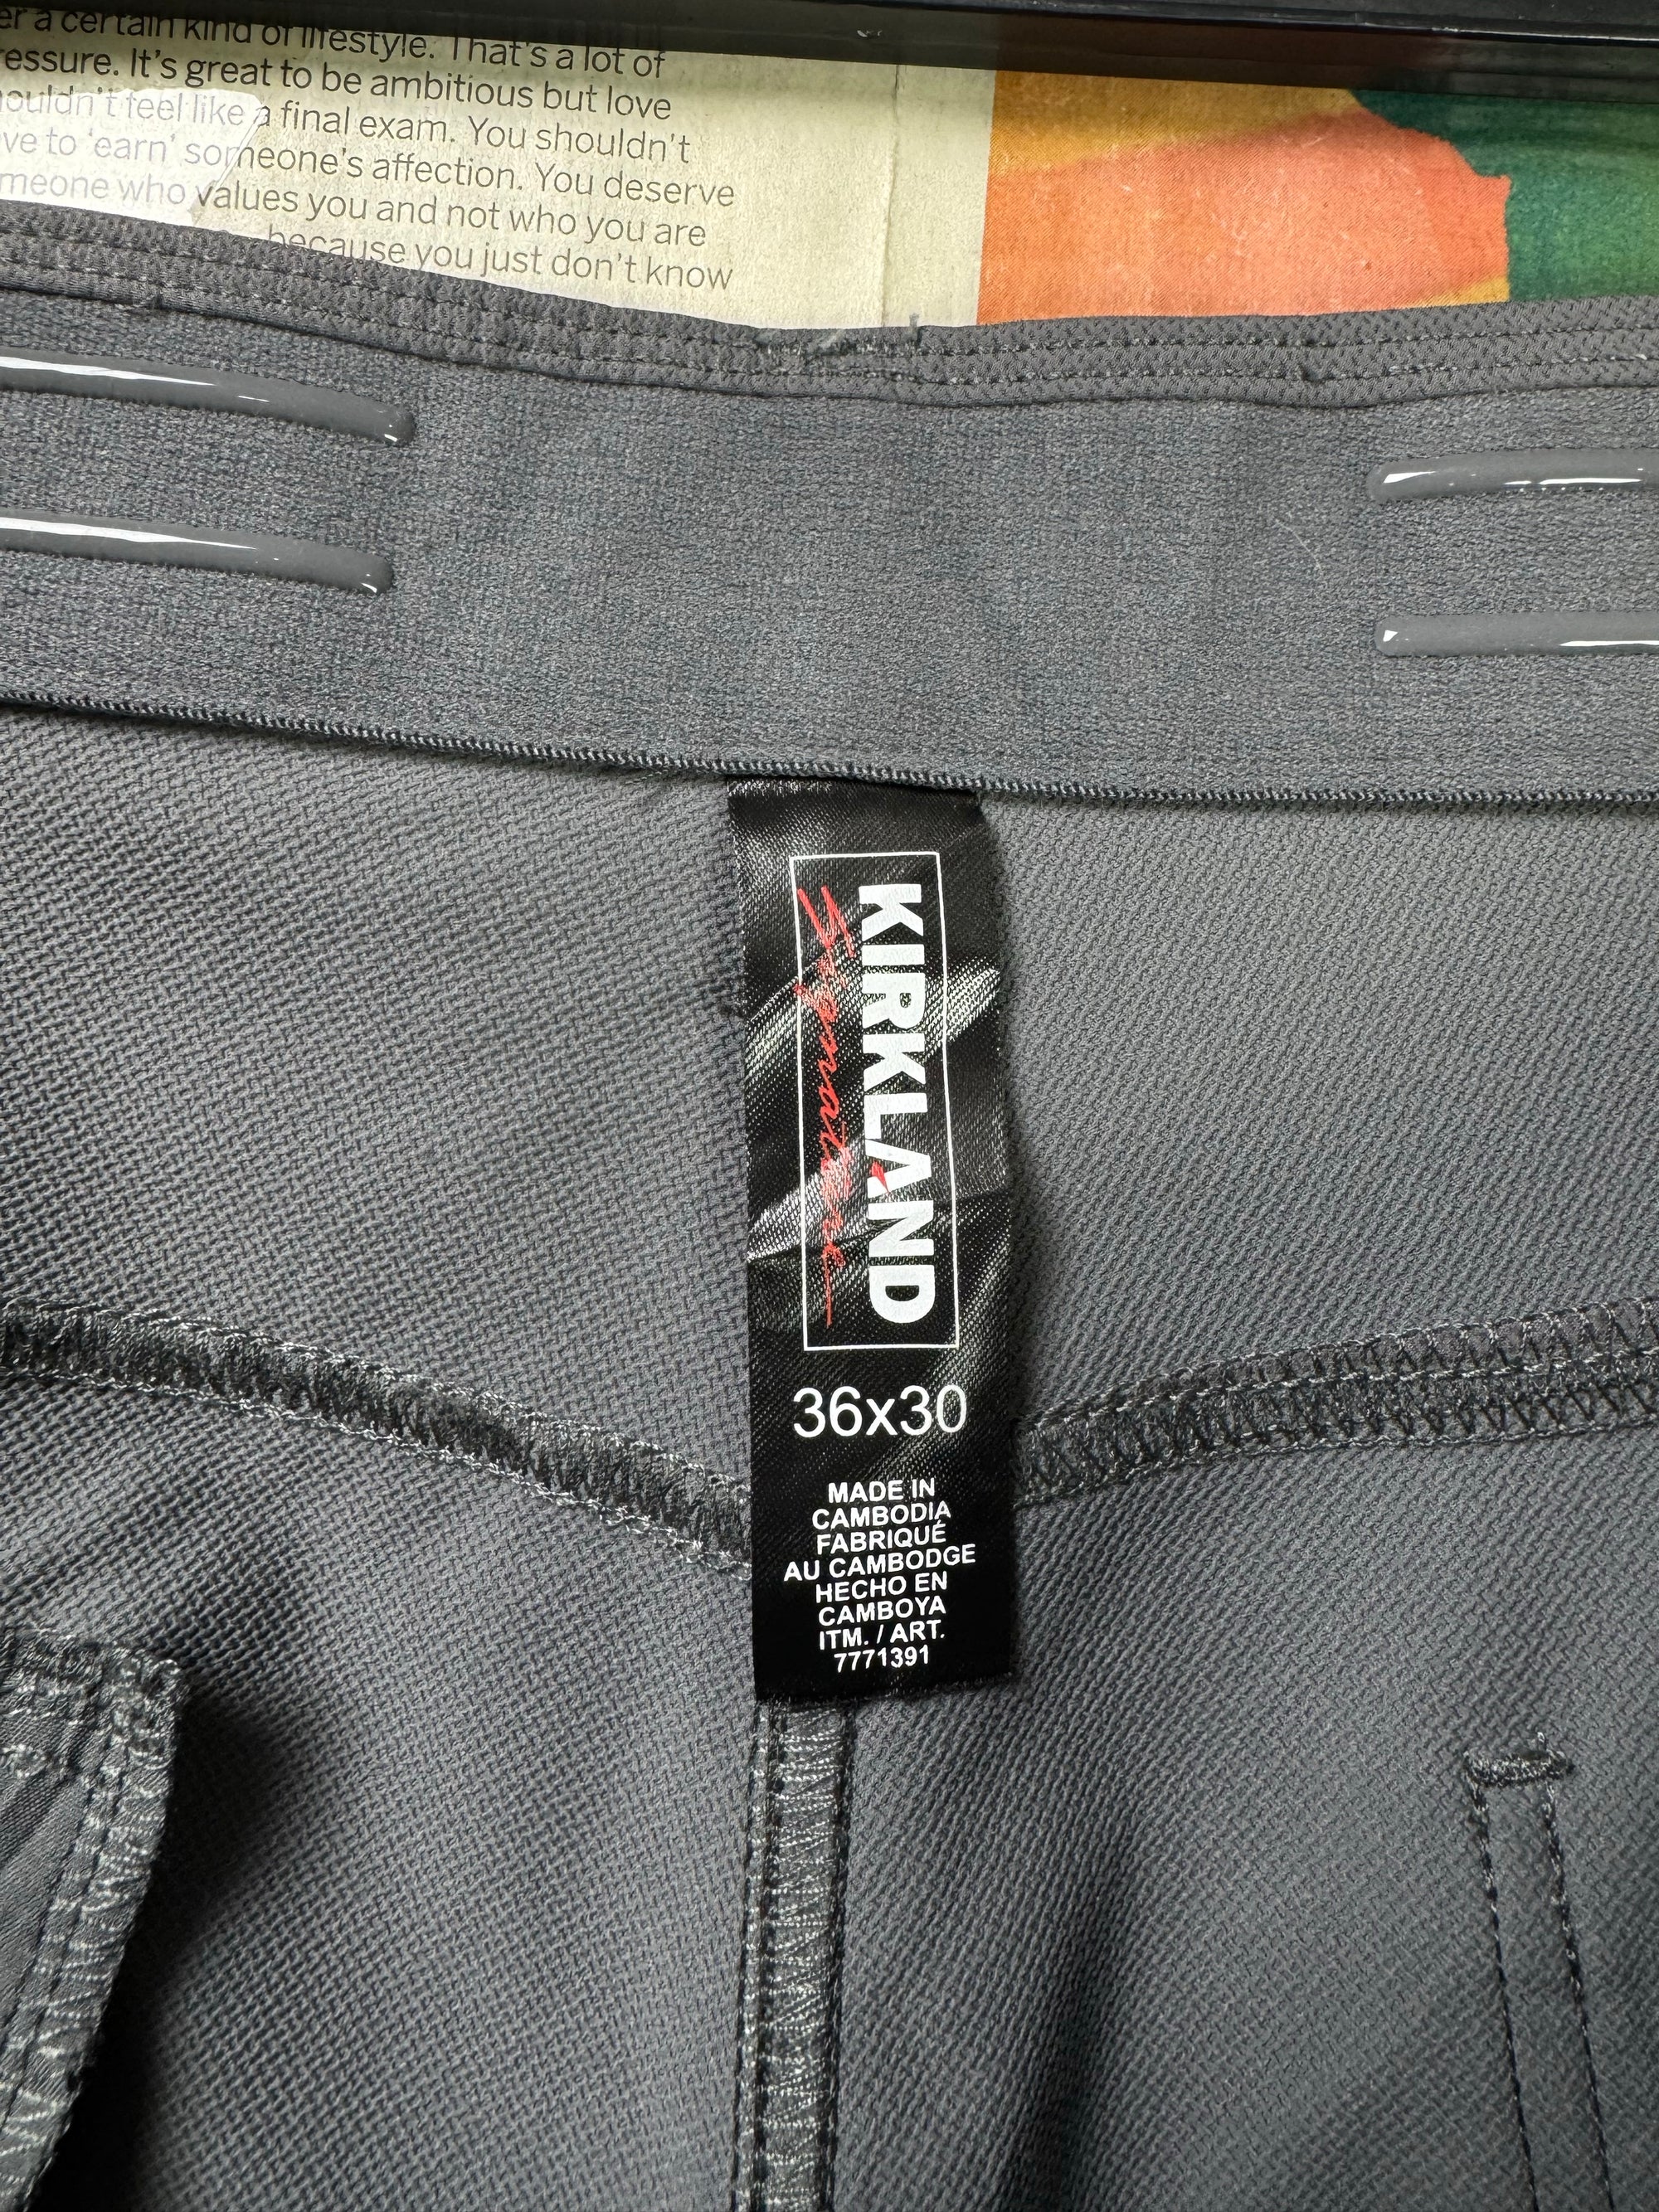 er a certain kind of lifestyle. That's a lot of
essure. It's great to be ambitious but love
ouldn't feel like a final exam. You shouldn't
ve to ‘earn’ someone's affection. You deserve
meone who values you and not who you are
because you just don't know
KIRKLAND
Signature
36x30
MADE IN
CAMBODIA
FABRIQUÉ
AU CAMBODGE
HECHO EN
CAMBOYA
ITM. / ART.
7771391